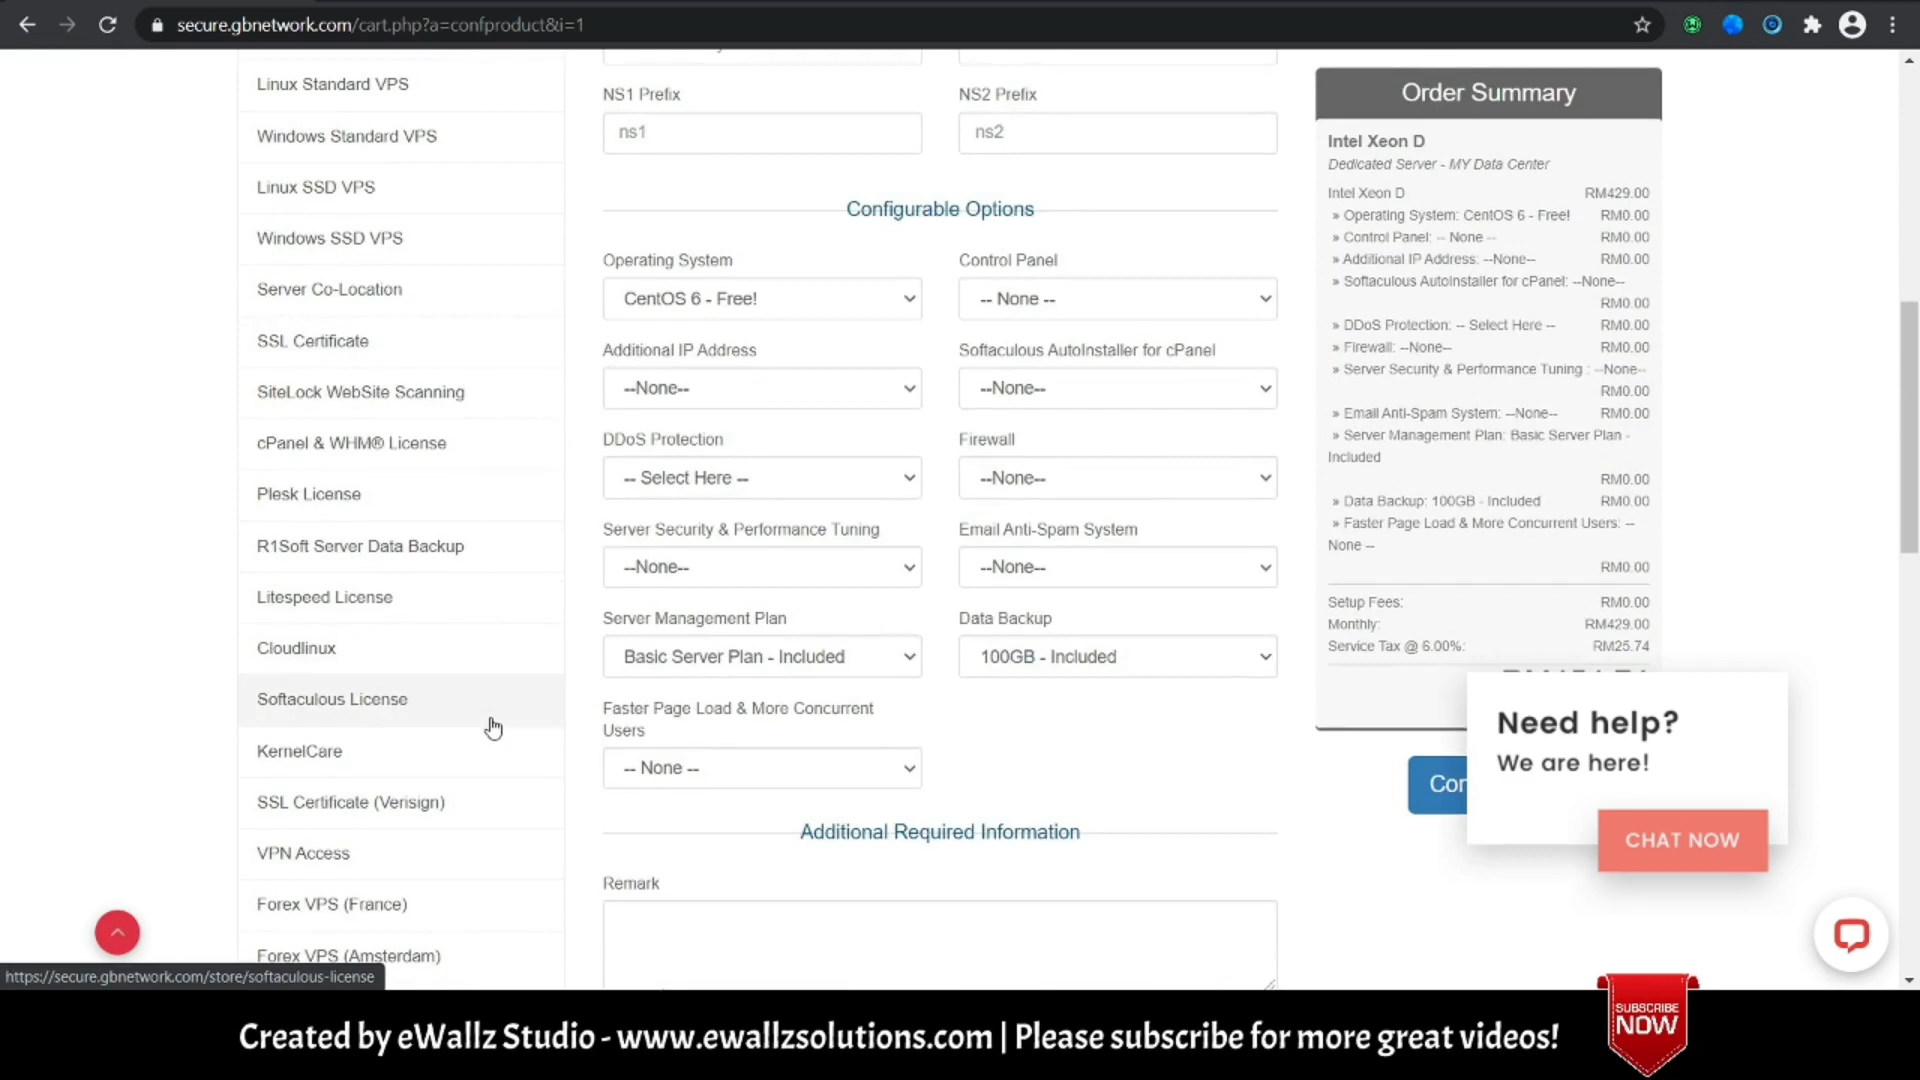 secure.gbnetwork.com/cart.php?a=confproduct&i=1
Linux Standard VPS
Windows Standard VPS
Linux SSD VPS
Windows SSD VPS
Server Co-Location
SSL Certificate
SiteLock WebSite Scanning
cPanel & WHM® License
Plesk License
R1Soft Server Data Backup
Litespeed License
Cloudlinux
Softaculous License
KernelCare
SSL Certificate (Verisign)
VPN Access
Forex VPS (France)
Forex VPS (Amsterdam)
https://secure.gbnetwork.com/store/softaculous-license
NS1 Prefix
NS2 Prefix
ns1
ns2
Configurable Options
Operating System
Control Panel
CentOS 6 - Free!
-- None --
Additional IP Address
Softaculous AutoInstaller for cPanel
--None--
--None--
DDoS Protection
Firewall
-- Select Here --
--None--
Server Security & Performance Tuning
Email Anti-Spam System
--None--
--None--
Server Management Plan
Data Backup
Basic Server Plan - Included
100GB - Included
Faster Page Load & More Concurrent
Users
-- None --
Additional Required Information
Remark
Order Summary
Intel Xeon D
Dedicated Server - MY Data Center
Intel Xeon D RM429.00
» Operating System: CentOS 6 - Free! RM0.00
» Control Panel: -- None -- RM0.00
» Additional IP Address: --None-- RM0.00
» Softaculous AutoInstaller for cPanel: --None--
RM0.00
» DDoS Protection: -- Select Here -- RM0.00
» Firewall: --None-- RM0.00
» Server Security & Performance Tuning : --None--
RM0.00
» Email Anti-Spam System: --None-- RM0.00
» Server Management Plan: Basic Server Plan -
Included
RM0.00
» Data Backup: 100GB - Included RM0.00
» Faster Page Load & More Concurrent Users: --
None --
RM0.00
Setup Fees: RM0.00
Monthly: RM429.00
Service Tax @ 6.00%: RM25.74
Con
Need help?
We are here!
CHAT NOW
Created by eWallz Studio - www.ewallzsolutions.com | Please subscribe for more great videos!
SUBSCRIBE
NOW